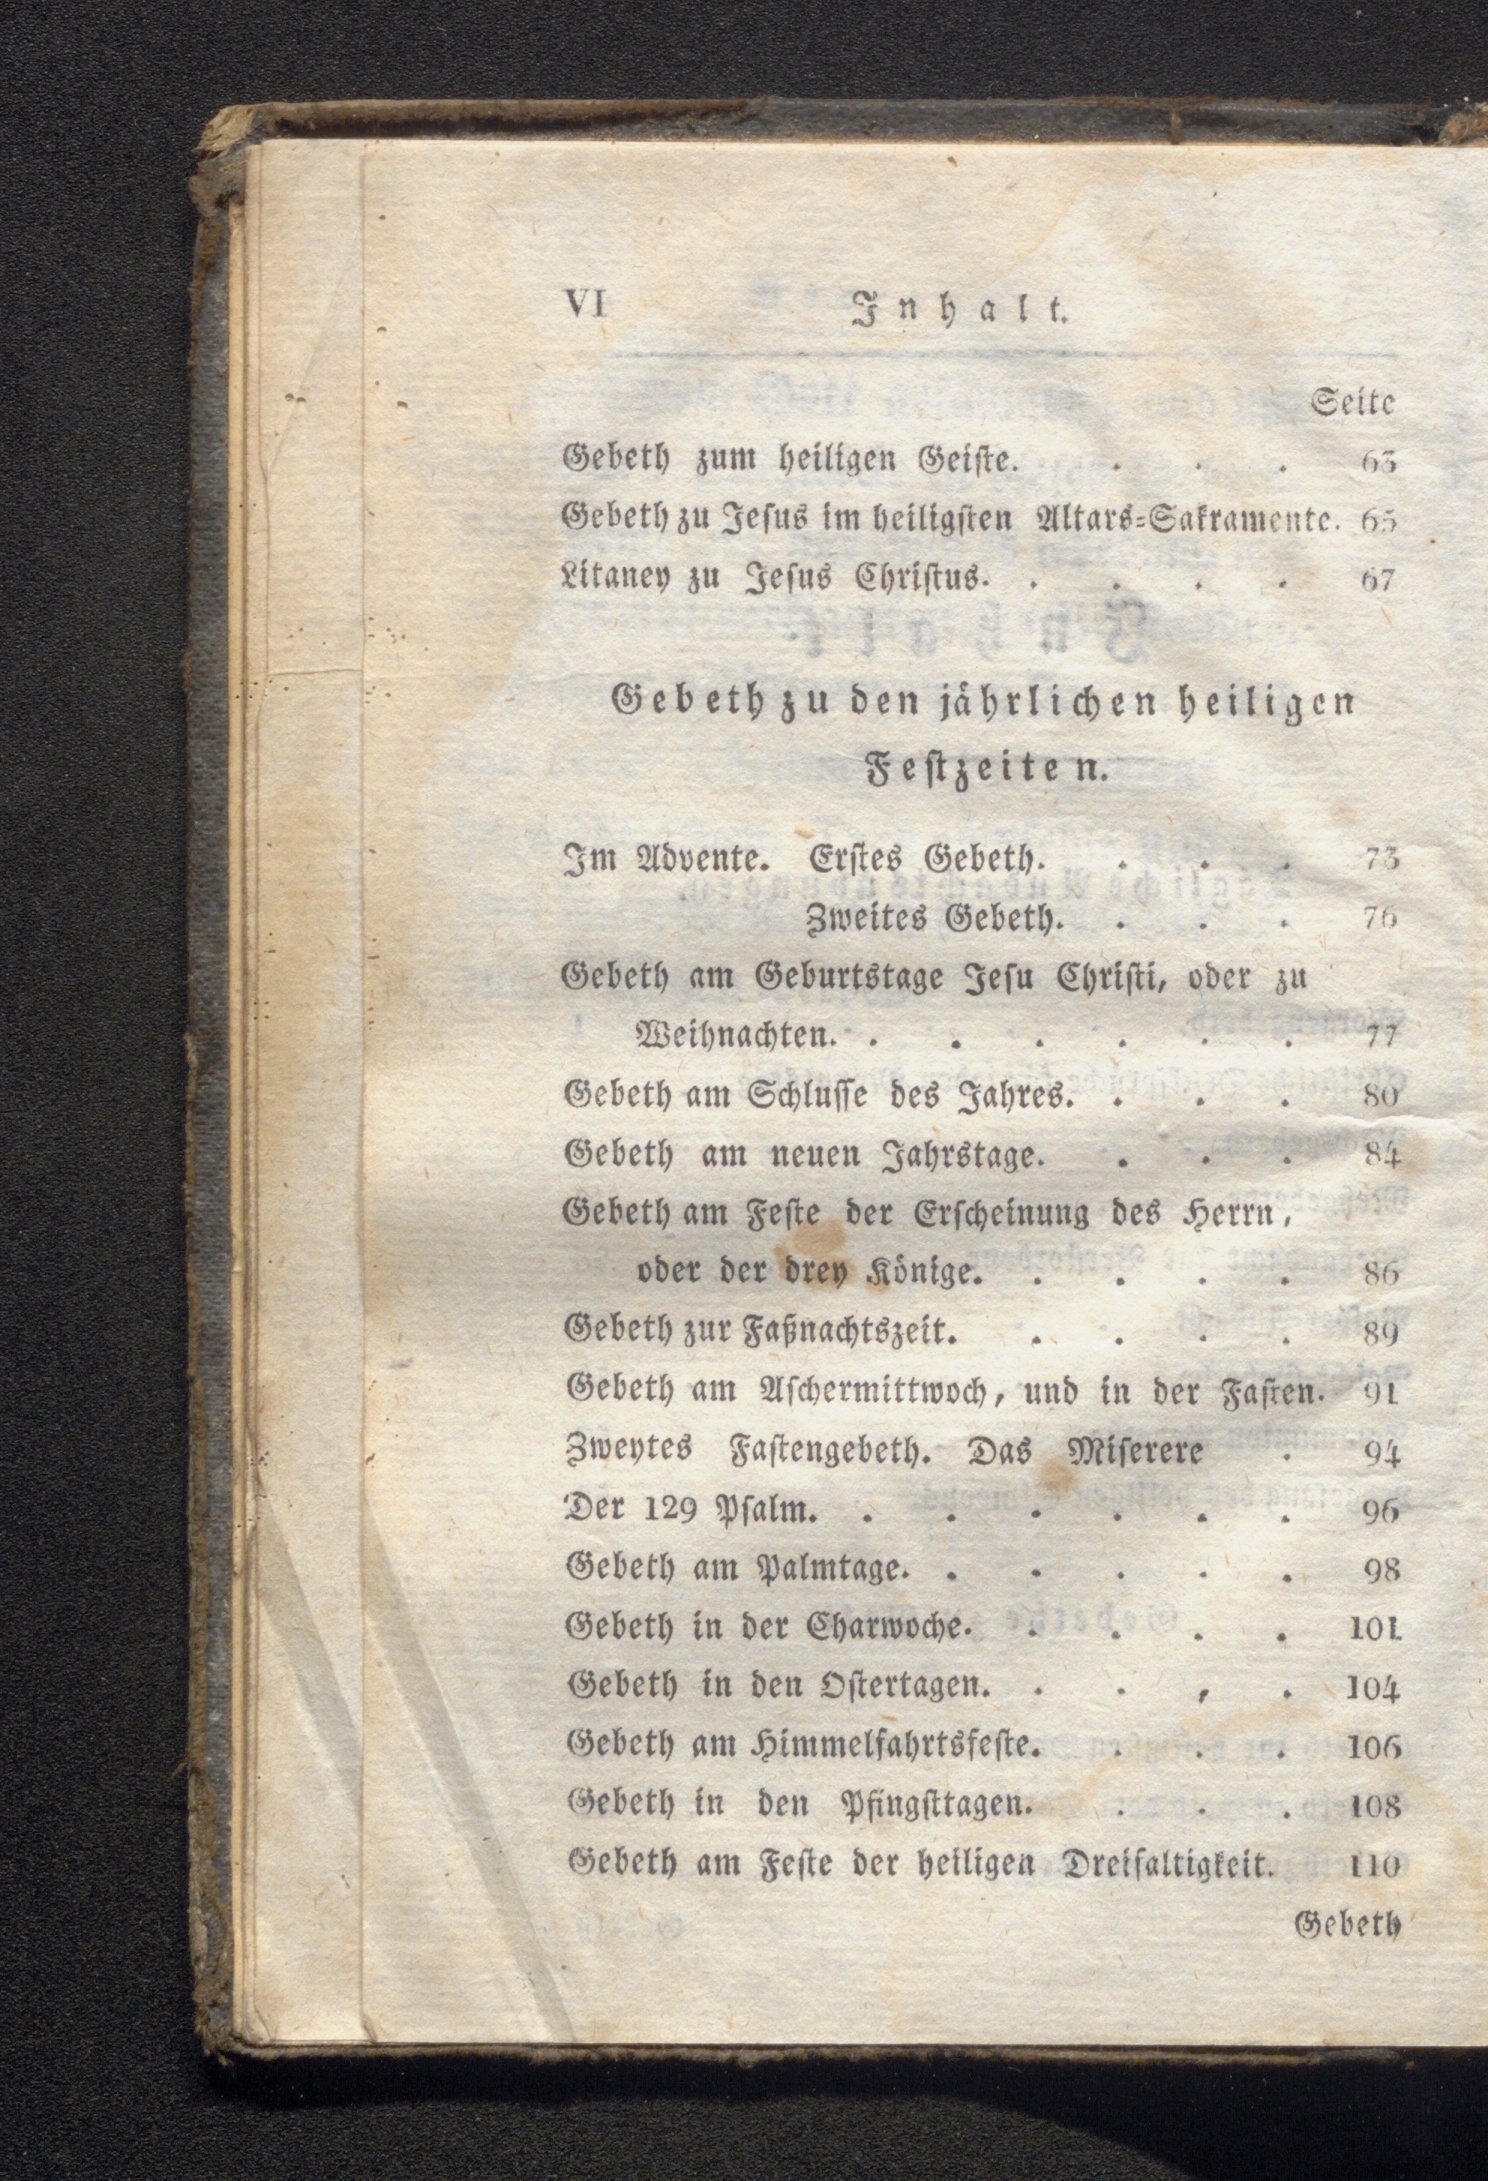 VI Inhalt.
Seite
Gebeth zum heiligen Geiste. . . . 63
Gebeth zu Jesus im heiligsten Altars-Sakramente. 65
Litaney zu Jesus Christus. . . . . 67
Gebeth zu den jährlichen heiligen
Festzeiten.
Im Advente. Erstes Gebeth. . . . 73
Zweites Gebeth. . . . 76
Gebeth am Geburtstage Jesu Christi, oder zu
Weihnachten. . . . . . . 77
Gebeth am Schlusse des Jahres. . . . 80
Gebeth am neuen Jahrstage. . . . 84
Gebeth am Feste der Erscheinung des Herrn,
oder der drey Könige. . . . . 86
Gebeth zur Faßnachtszeit. . . . . 89
Gebeth am Aschermittwoch, und in der Fasten. 91
Zweytes Fastengebeth. Das Miserere . 94
Der 129 Psalm. . . . . . . 96
Gebeth am Palmtage. . . . . . 98
Gebeth in der Charwoche. . . . . 101
Gebeth in den Ostertagen. . . , . 104
Gebeth am Himmelfahrtsfeste. . . . 106
Gebeth in den Pfingsttagen. . . . 108
Gebeth am Feste der heiligen Dreifaltigkeit. 110
Gebeth